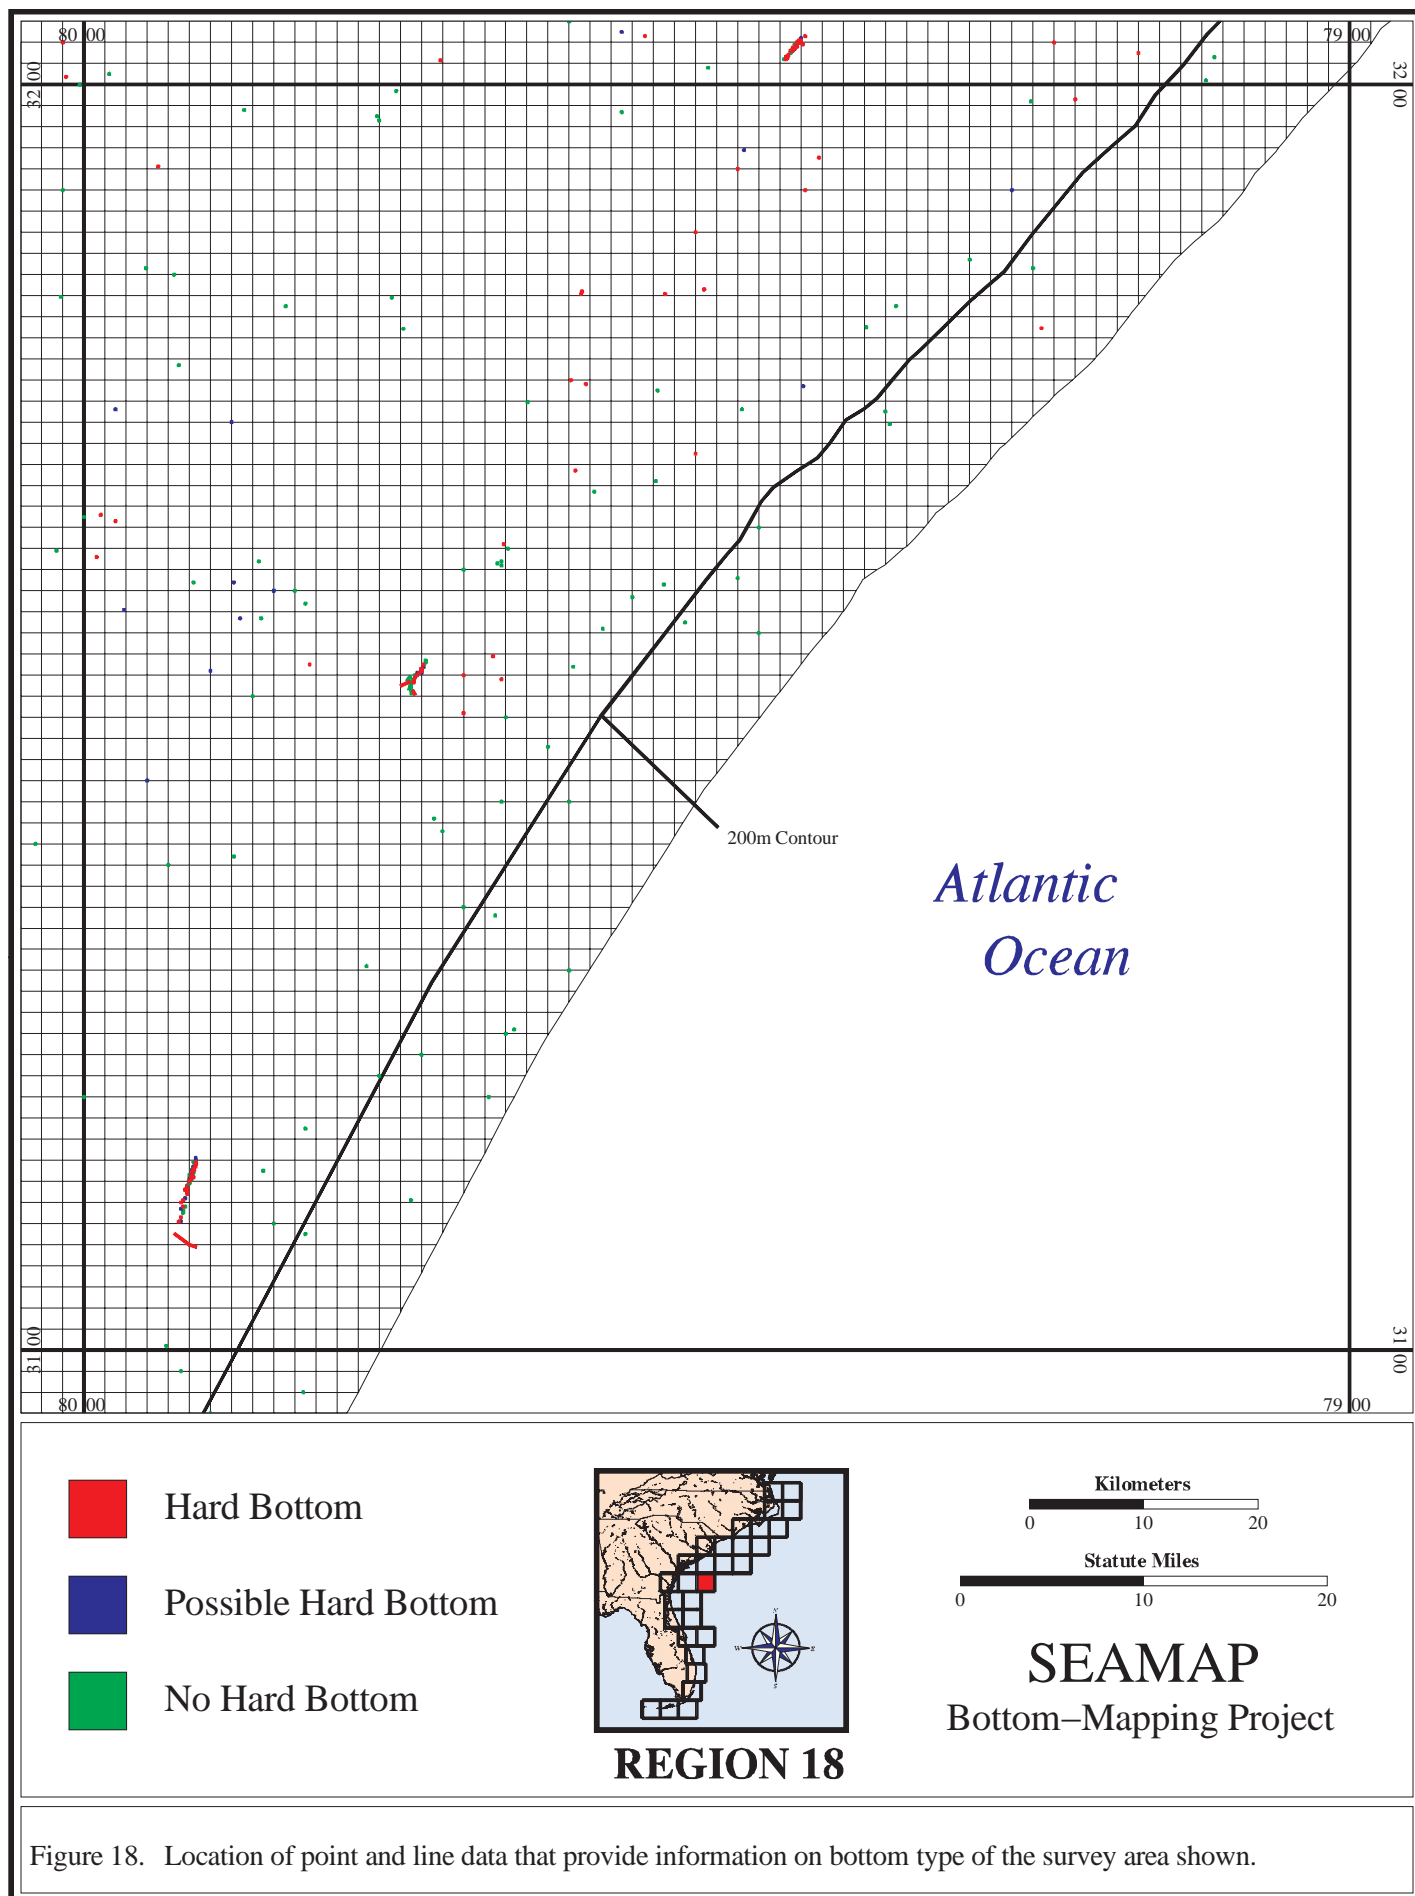 80 00
79 00
32 00
32 00
200m Contour
Atlantic
Ocean
31 00
31 00
80 00
79 00
Hard Bottom
Possible Hard Bottom
No Hard Bottom
N
W
E
S
REGION 18
Kilometers
0 10 20
Statute Miles
0 10 20
SEAMAP
Bottom−Mapping Project
Figure 18. Location of point and line data that provide information on bottom type of the survey area shown.